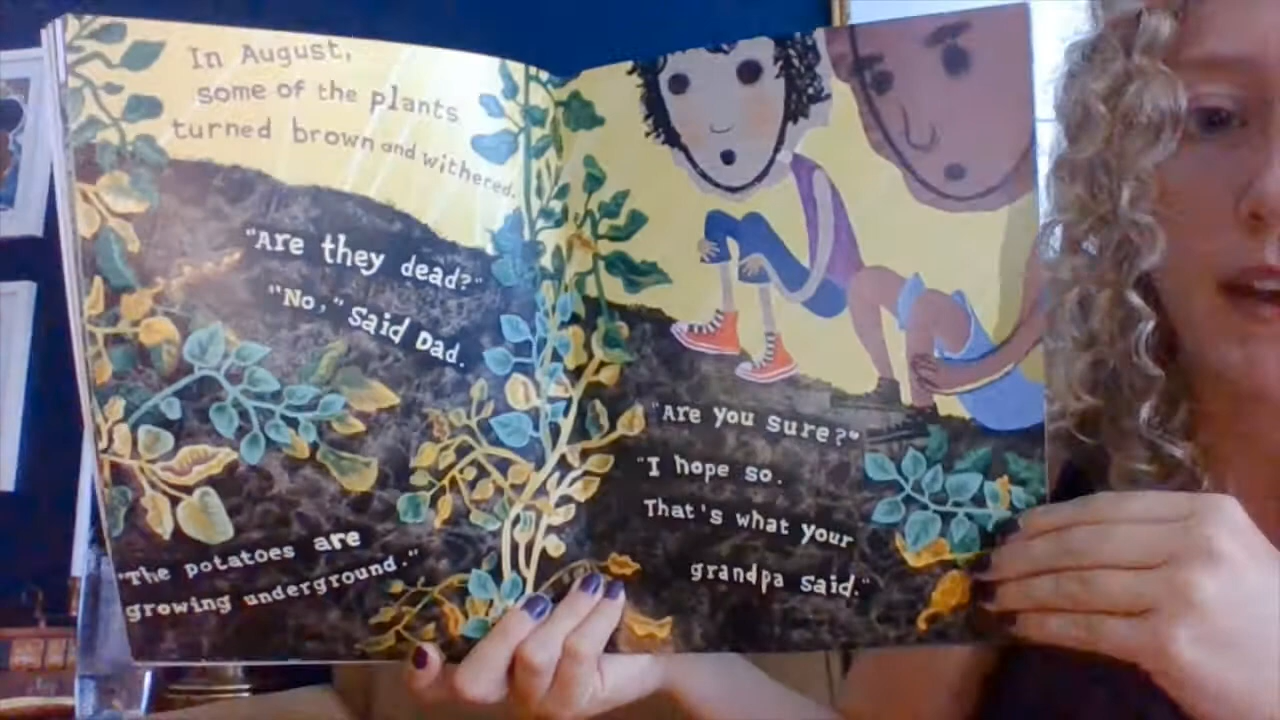 In August,
some of the plants
turned brown and withered.
"Are they dead?"
"No," said Dad.
"The potatoes are
growing underground."
"Are you sure?"
"I hope so.
That's what your
grandpa said."